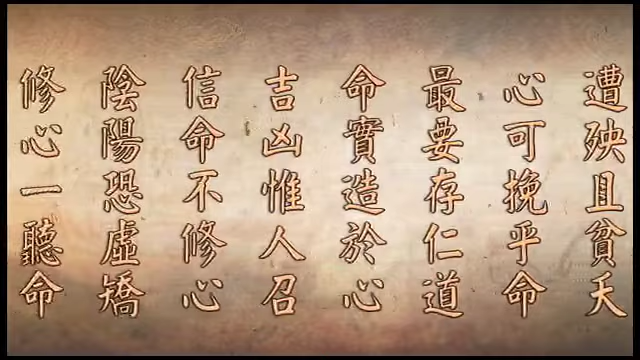 遭殃且貧夭
心可挽乎命
最要存仁道
命實造於心
吉凶惟人召
信命不修心
陰陽恐虛矯
修心一聽命